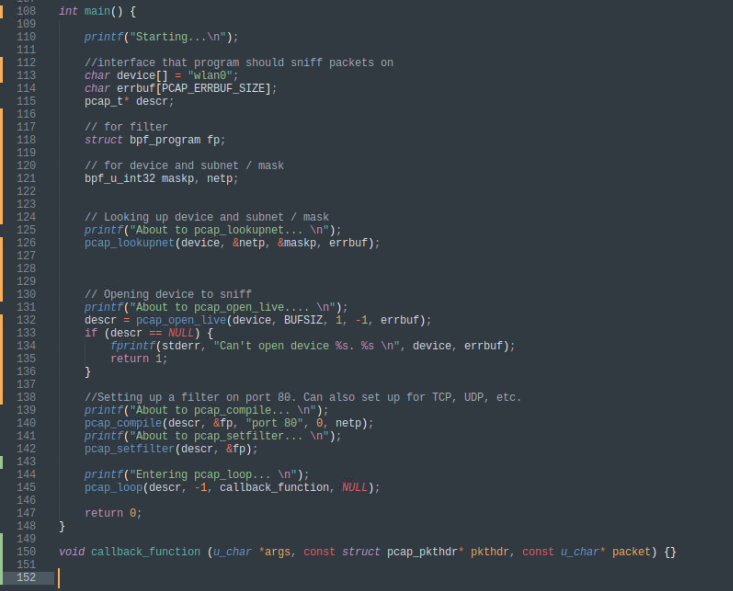 108 int main() {
109
110 printf("Starting...\n");
111
112 //interface that program should sniff packets on
113 char device[] = "wlan0";
114 char errbuf[PCAP_ERRBUF_SIZE];
115 pcap_t* descr;
116
117 // for filter
118 struct bpf_program fp;
119
120 // for device and subnet / mask
121 bpf_u_int32 maskp, netp;
122
123
124 // Looking up device and subnet / mask
125 printf("About to pcap_lookupnet... \n");
126 pcap_lookupnet(device, &netp, &maskp, errbuf);
127
128
129
130 // Opening device to sniff
131 printf("About to pcap_open_live.... \n");
132 descr = pcap_open_live(device, BUFSIZ, 1, -1, errbuf);
133 if (descr == NULL) {
134 fprintf(stderr, "Can't open device %s. %s \n", device, errbuf);
135 return 1;
136 }
137
138 //Setting up a filter on port 80. Can also set up for TCP, UDP, etc.
139 printf("About to pcap_compile... \n");
140 pcap_compile(descr, &fp, "port 80", 0, netp);
141 printf("About to pcap_setfilter... \n");
142 pcap_setfilter(descr, &fp);
143
144 printf("Entering pcap_loop... \n");
145 pcap_loop(descr, -1, callback_function, NULL);
146
147 return 0;
148 }
149
150 void callback_function (u_char *args, const struct pcap_pkthdr* pkthdr, const u_char* packet) {}
151
152